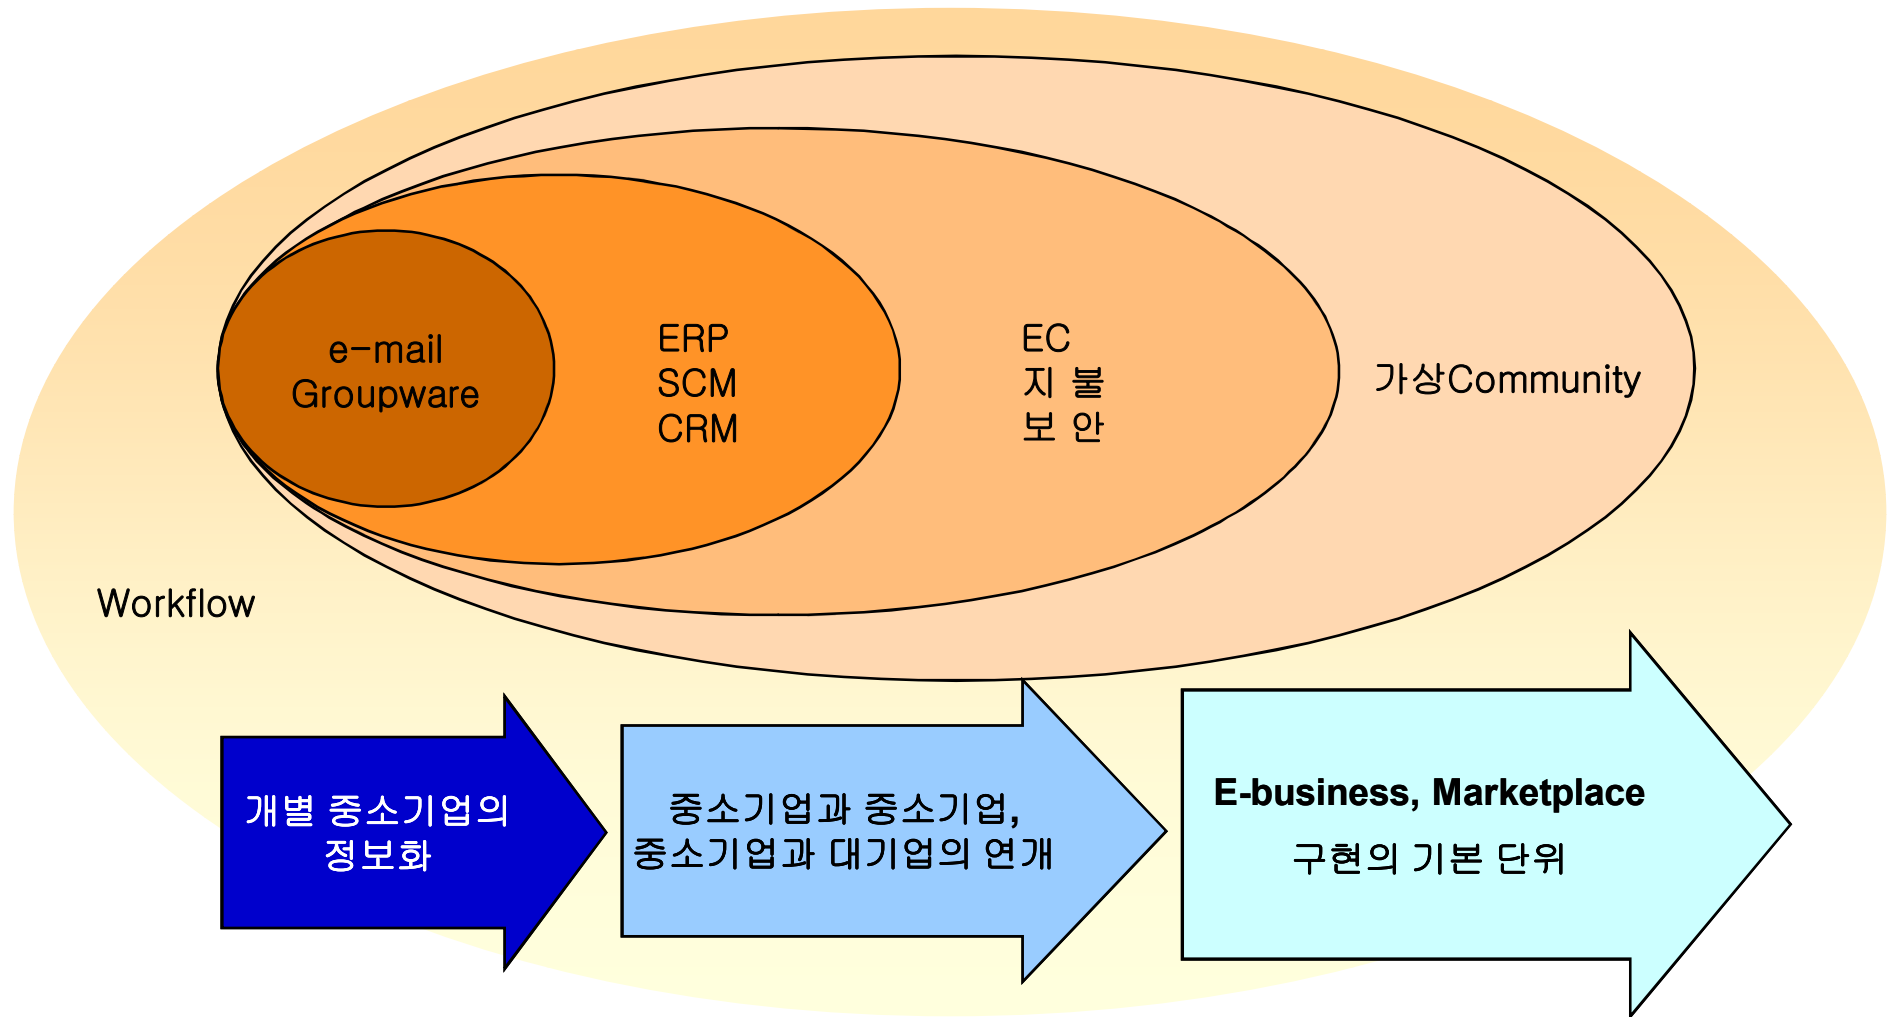 e-mail
Groupware
ERP
SCM
CRM
EC
지 불
보 안
가상Community
Workflow
개별 중소기업의
정보화
중소기업과 중소기업,
중소기업과 대기업의 연개
E-business, Marketplace
구현의 기본 단위